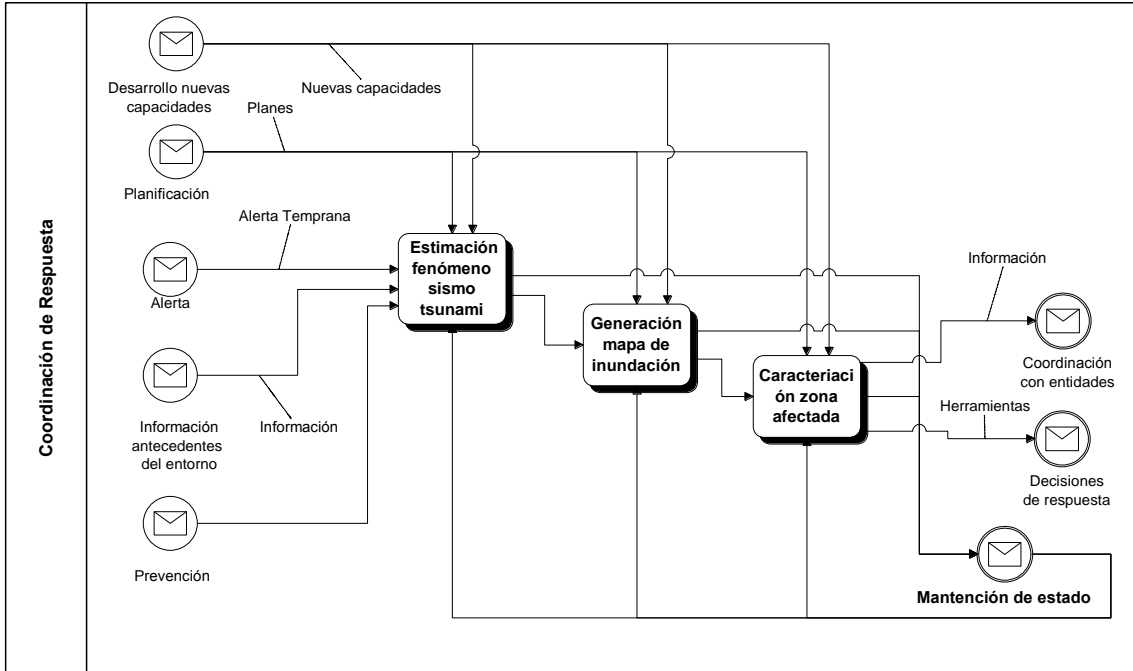 Coordinación de Respuesta
Desarrollo nuevas
capacidades
Nuevas capacidades
Planes
Planificación
Alerta Temprana
Alerta
Estimación
fenómeno
sismo
tsunami
Información
antecedentes
del entorno
Información
Prevención
Generación
mapa de
inundación
Caracteriaci
ón zona
afectada
Información
Coordinación
con entidades
Herramientas
Decisiones
de respuesta
Mantención de estado